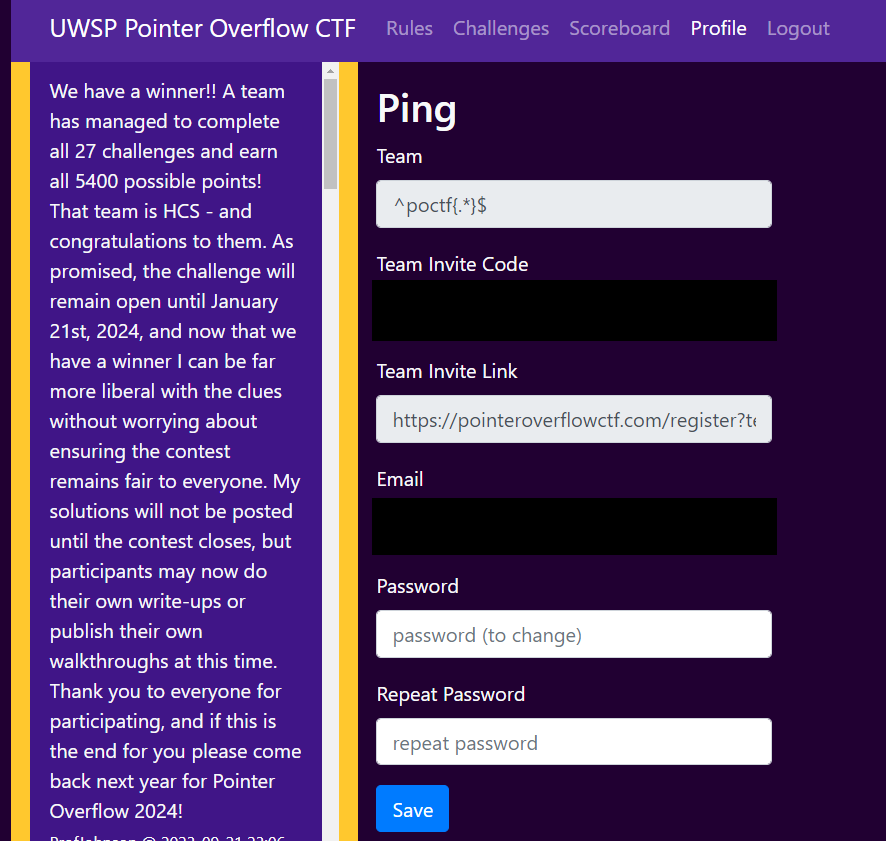 UWSP Pointer Overflow CTF Rules Challenges Scoreboard Profile Logout
We have a winner!! A team
has managed to complete
all 27 challenges and earn
all 5400 possible points!
That team is HCS - and
congratulations to them. As
promised, the challenge will
remain open until January
21st, 2024, and now that we
have a winner I can be far
more liberal with the clues
without worrying about
ensuring the contest
remains fair to everyone. My
solutions will not be posted
until the contest closes, but
participants may now do
their own write-ups or
publish their own
walkthroughs at this time.
Thank you to everyone for
participating, and if this is
the end for you please come
back next year for Pointer
Overflow 2024!
Ping
Team
^poctf{.*}$
Team Invite Code
Team Invite Link
https://pointeroverflowctf.com/register?te
Email
Password
password (to change)
Repeat Password
repeat password
Save